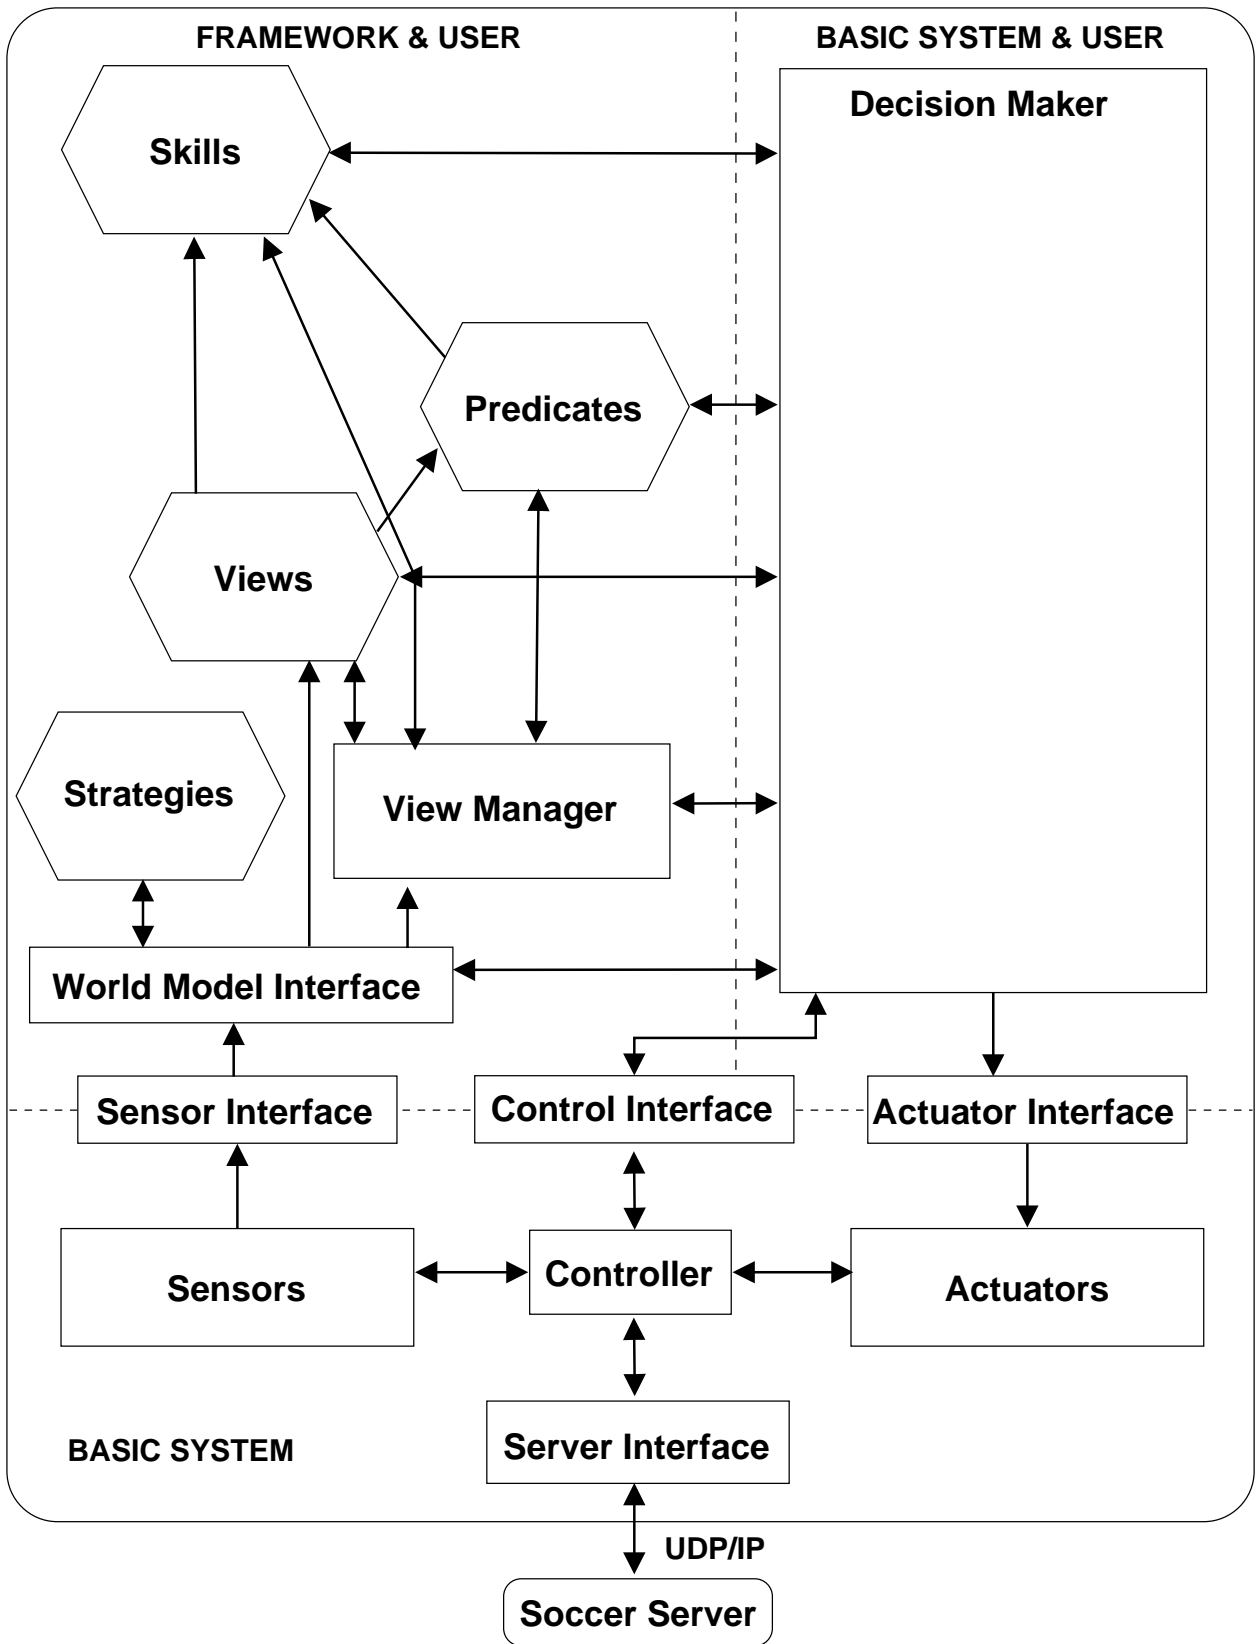 FRAMEWORK & USER
BASIC SYSTEM & USER
Decision Maker
Skills
Predicates
Views
Strategies
View Manager
World Model Interface
Sensor Interface
Control Interface
Actuator Interface
Sensors
Controller
Actuators
BASIC SYSTEM
Server Interface
UDP/IP
Soccer Server